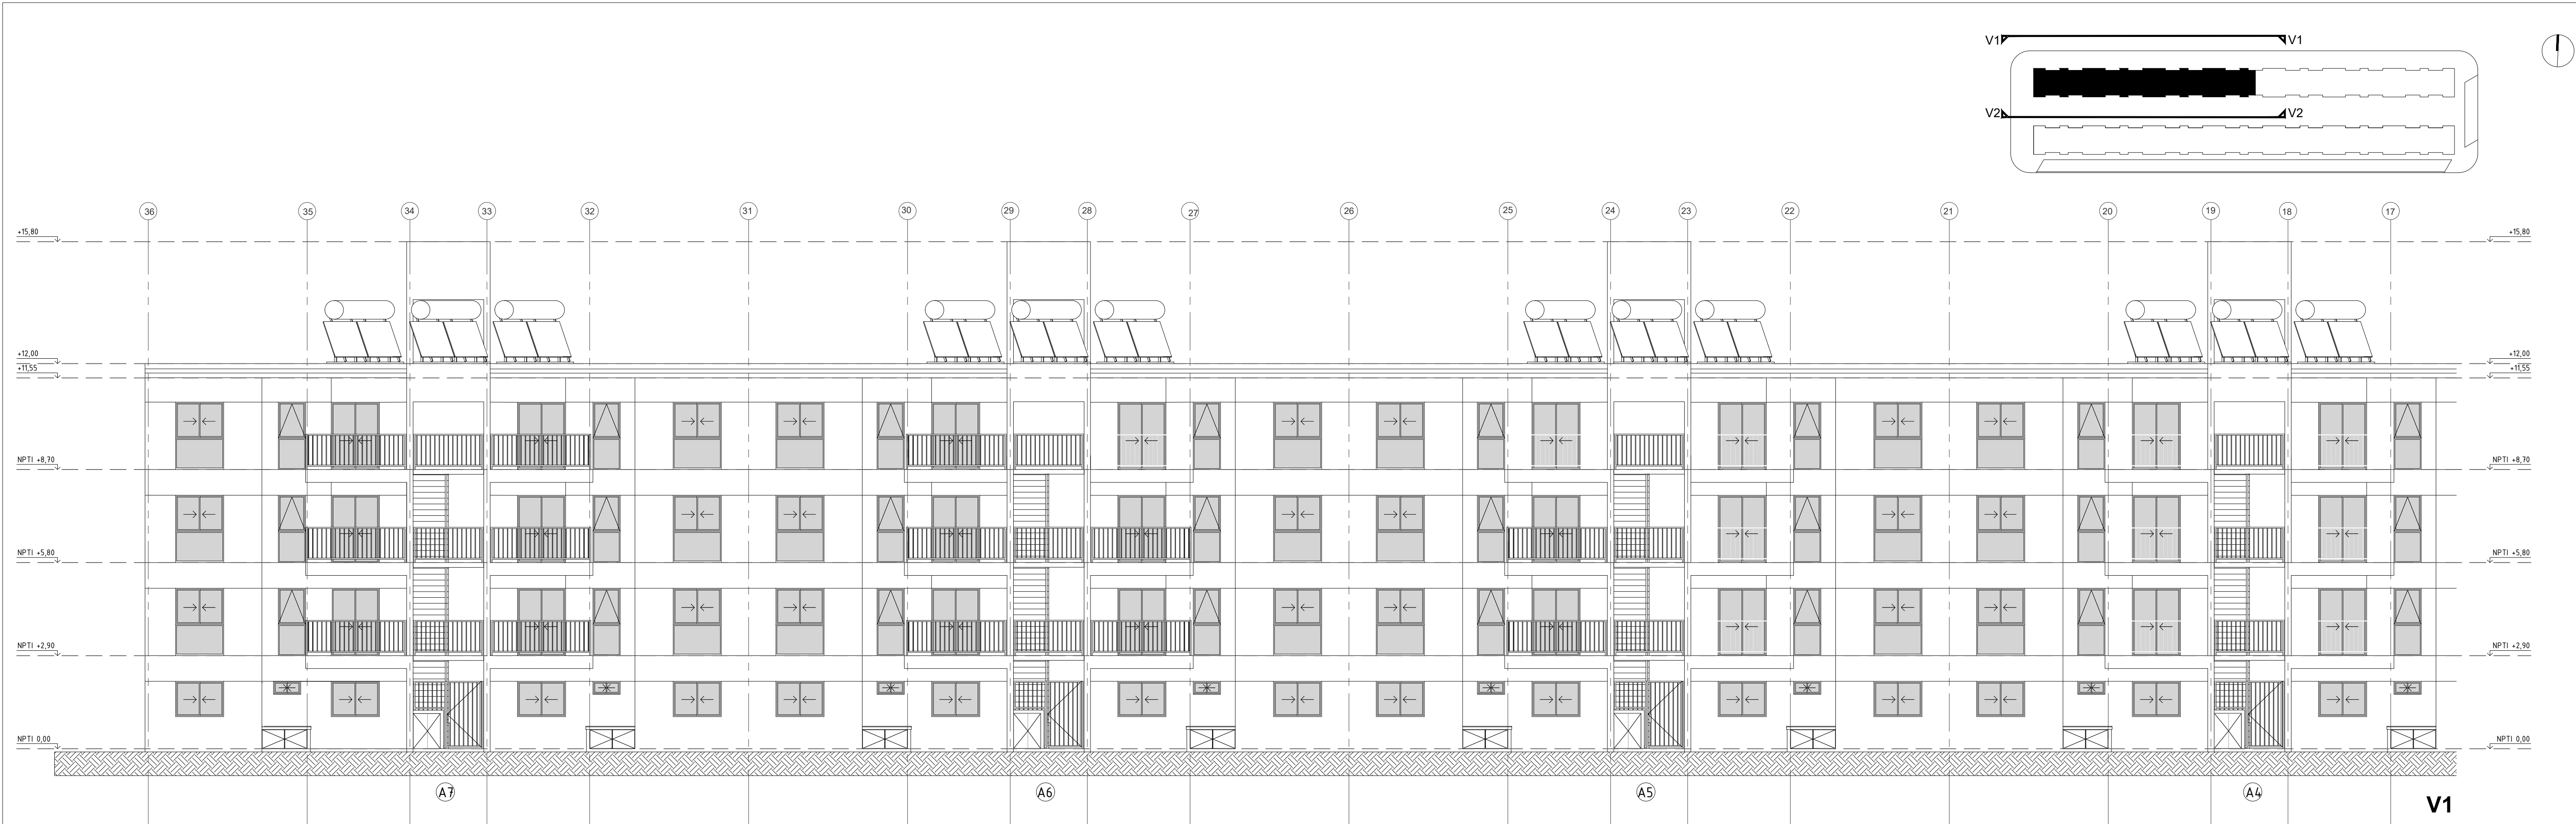 V1 V1
V2 V2
36 35 34 33 32 31 30 29 28 27 26 25 24 23 22 21 20 19 18 17
+15,80 +15,80
+12,00 +12,00
+11,55 +11,55
NPTI +8,70 NPTI +8,70
NPTI +5,80 NPTI +5,80
NPTI +2,90 NPTI +2,90
NPTI 0,00 NPTI 0,00
A7 A6 A5 A4
V1